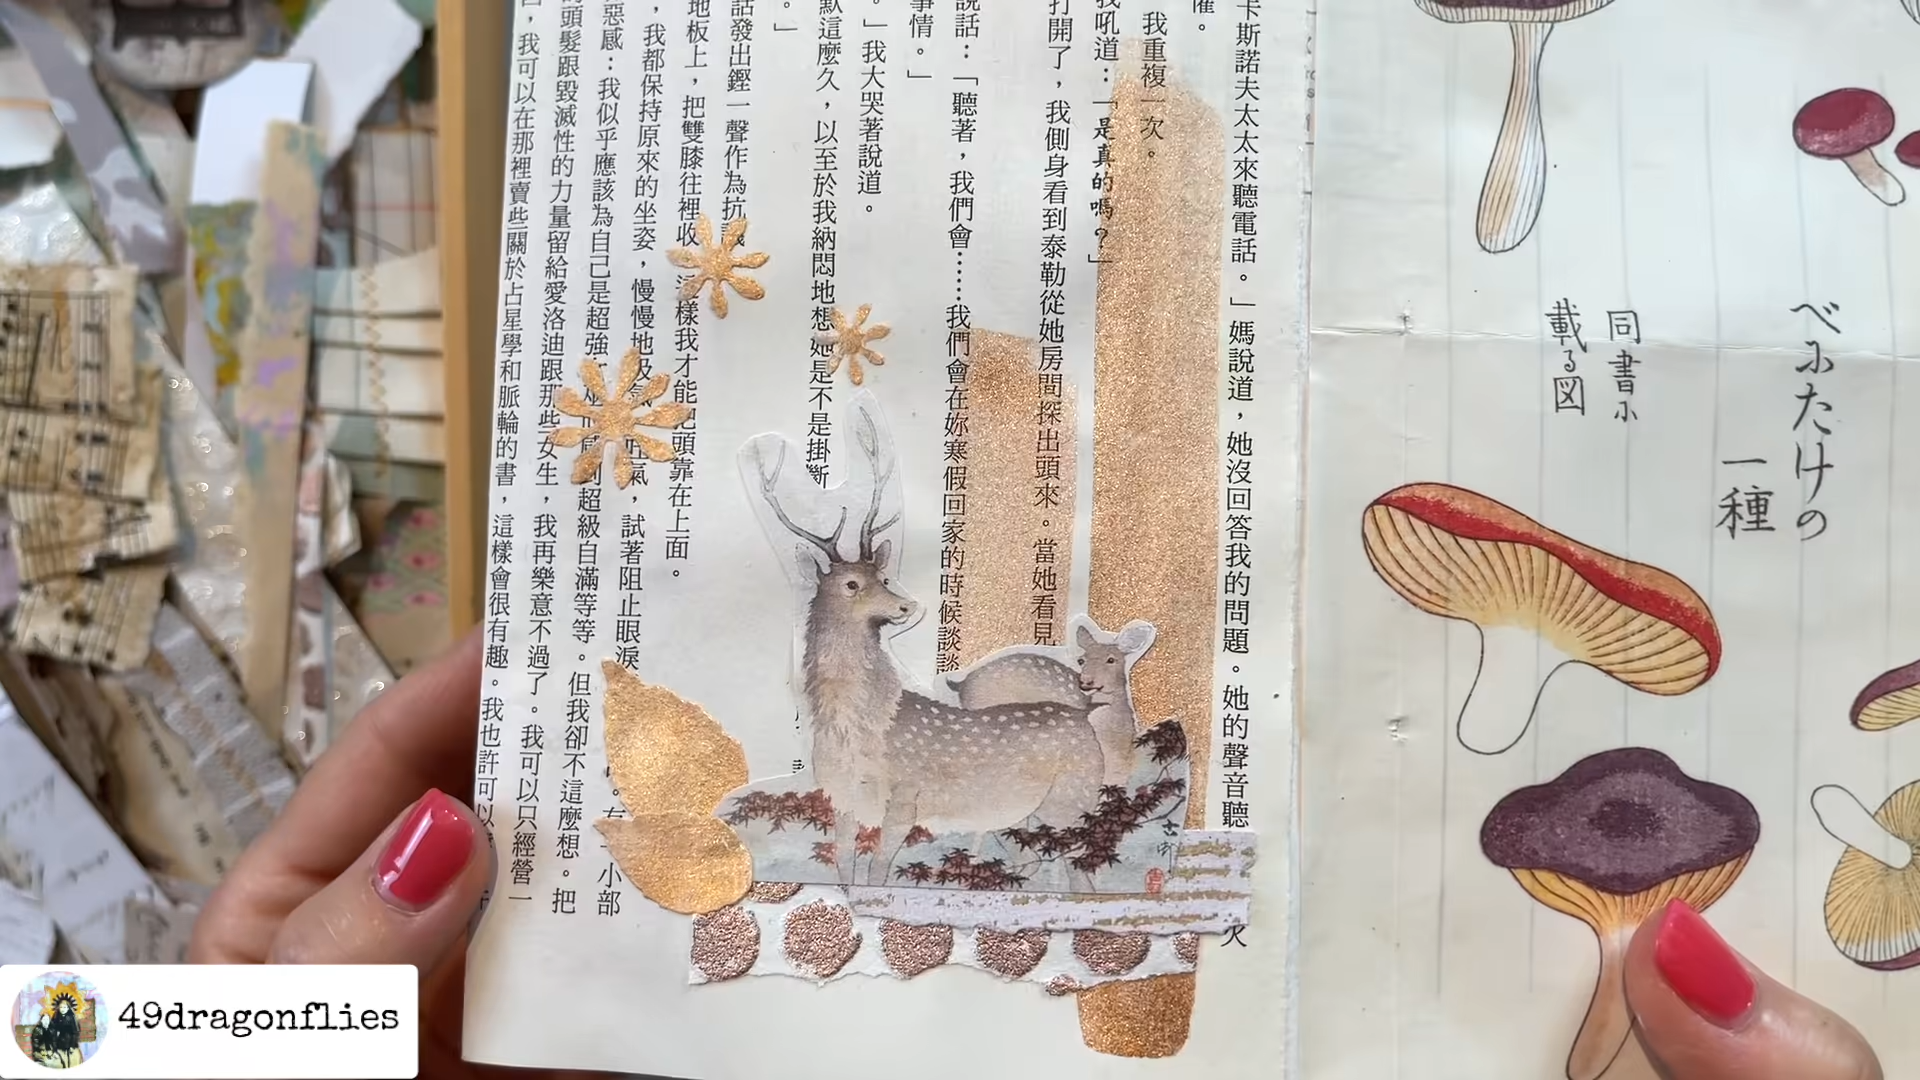 卡斯諾夫太太來聽電話。」媽說道,她沒回答我的問題。她的聲音聽
火
我重複一次。
我吼道:「是真的嗎?」
打開了,我側身看到泰勒從她房間探出頭來。當她看見
說話:「聽著,我們會……我們會在妳寒假回家的時候談談
事情。」
。」我大哭著說道。
默這麼久,以至於我納悶地想她是不是掛斷
。」
話發出鏗一聲作為抗議
地板上,把雙膝往裡收,這樣我才能把頭靠在上面。
,我都保持原來的坐姿,慢慢地吸
氣,試著阻止眼淚
惡感:我似乎應該為自己是超強
超級自滿等等。但我卻不這麼想。把
頭髮跟毀滅性的力量留給愛洛迪跟那些女生,我再樂意不過了。我可以只經營一
小部
,我可以在那裡賣些關於占星學和脈輪的書,這樣會很有趣。我也許可以
べにたけの
一種
同書小
載る図
49dragonflies